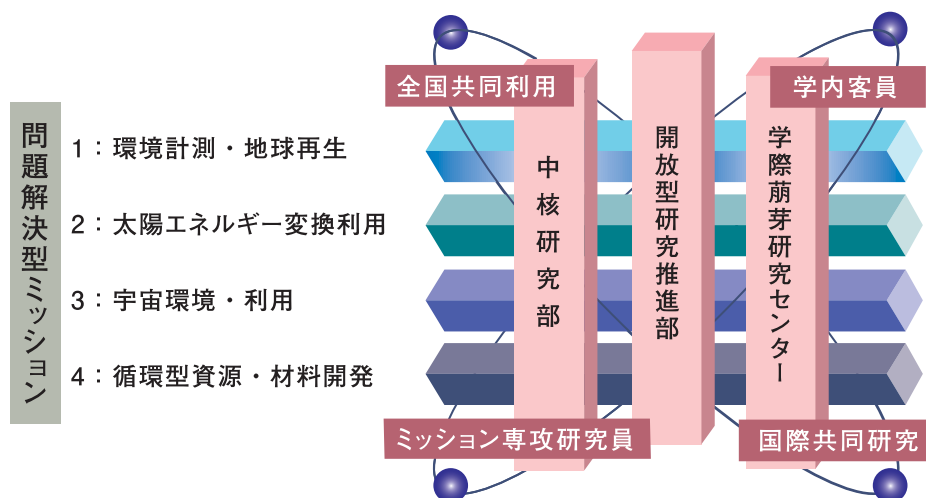 問題解決型ミッション
1：環境計測・地球再生
2：太陽エネルギー変換利用
3：宇宙環境・利用
4：循環型資源・材料開発
全国共同利用
学内客員
中核研究部
開放型研究推進部
学際萠芽研究センター
ミッション専攻研究員
国際共同研究